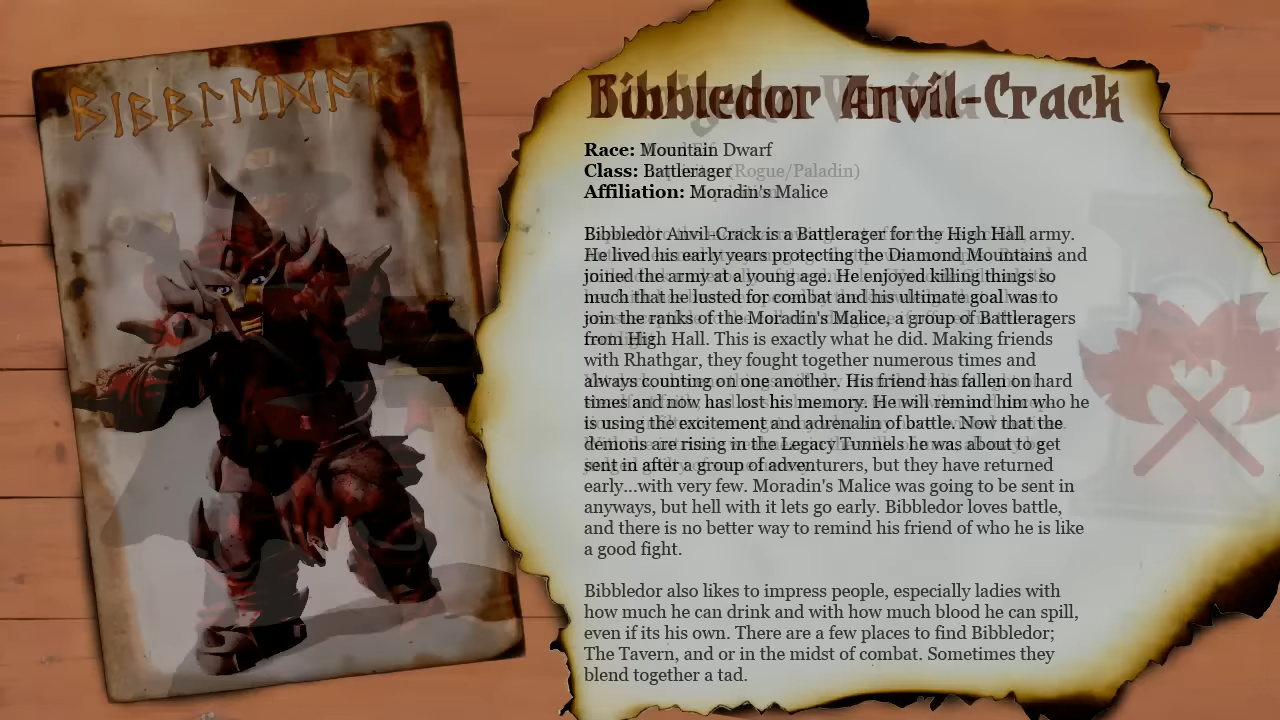 BIBBLEDOR
Bibbledor Anvil-Crack
Race: Mountain Dwarf
Class: Battlerager (Rogue/Paladin)
Affiliation: Moradin's Malice
Bibbledor Anvil-Crack is a Battlerager for the High Hall army.
He lived his early years protecting the Diamond Mountains and
joined the army at a young age. He enjoyed killing things so
much that he lusted for combat and his ultimate goal was to
join the ranks of the Moradin's Malice, a group of Battleragers
from High Hall. This is exactly what he did. Making friends
with Rhathgar, they fought together numerous times and
always counting on ones another. His friend has fallen to hard
times and now has lost his memory. He will remind him who he
is using the excitement and adrenalin of battle. Now that the
demons are rising in the Legacy Tunnels he was about to get
sent in after a group of adventurers, but they have returned
early...with very few. Moradin's Malice was going to be sent in
anyways, but hell with it lets go early. Bibbledor loves battle,
and there is no better way to remind his friend of who he is like
a good fight.
Bibbledor also likes to impress people, especially ladies with
how much he can drink and with how much blood he can spill,
even if its his own. There are a few places to find Bibbledor;
The Tavern, and or in the midst of combat. Sometimes they
blend together a tad.